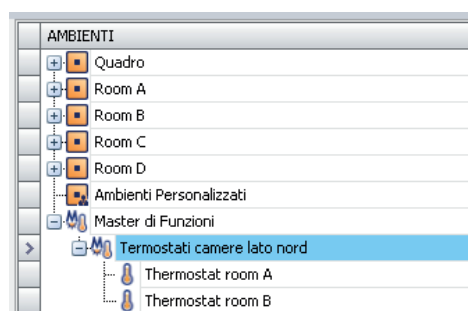 AMBIENTI
Quadro
Room A
Room B
Room C
Room D
Ambienti Personalizzati
Master di Funzioni
Termostati camere lato nord
Thermostat room A
Thermostat room B